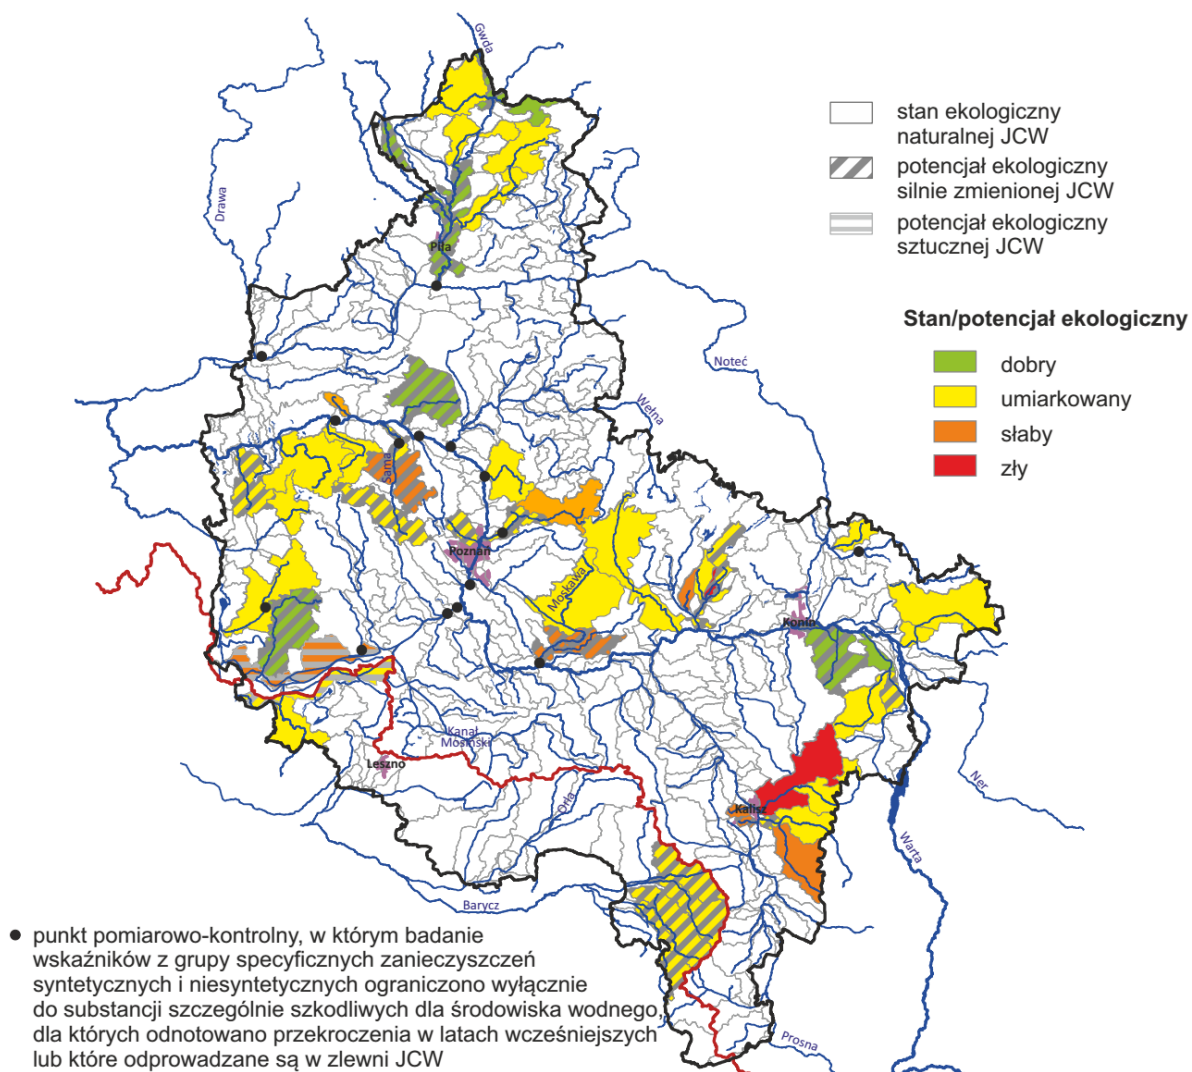 Gwda
stan ekologiczny
naturalnej JCW
potencjał ekologiczny
silnie zmienionej JCW
potencjał ekologiczny
sztucznej JCW
Drawa
Piła
Stan/potencjał ekologiczny
dobry
umiarkowany
słaby
zły
Noteć
Wełna
Sama
Poznań
Moskawa
Konin
Kanał
Mosiński
Leszno
Orla
Kalisz
Ner
Warta
Barycz
Prosna
punkt pomiarowo-kontrolny, w którym badanie
wskaźników z grupy specyficznych zanieczyszczeń
syntetycznych i niesyntetycznych ograniczono wyłącznie
do substancji szczególnie szkodliwych dla środowiska wodnego,
dla których odnotowano przekroczenia w latach wcześniejszych
lub które odprowadzane są w zlewni JCW